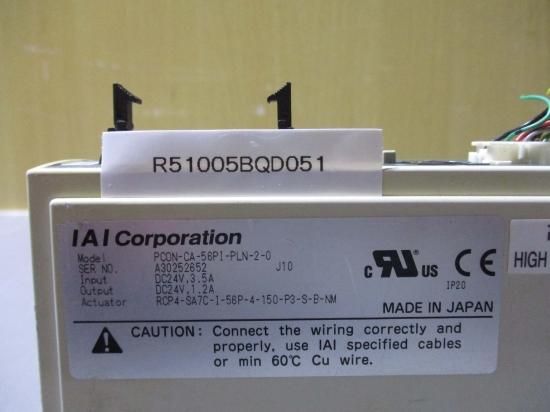 R51005BQD051
IAI Corporation
Model PCON-CA-56PI-PLN-2-0
SER NO. A30252652 J10
Input DC24V,3.5A
Output DC24V,1.2A
Actuator RCP4-SA7C-I-56P-4-150-P3-S-B-NM
C RU US
IP20
MADE IN JAPAN
CAUTION: Connect the wiring correctly and
properly, use IAI specified cables
or min 60℃ Cu wire.
HIGH